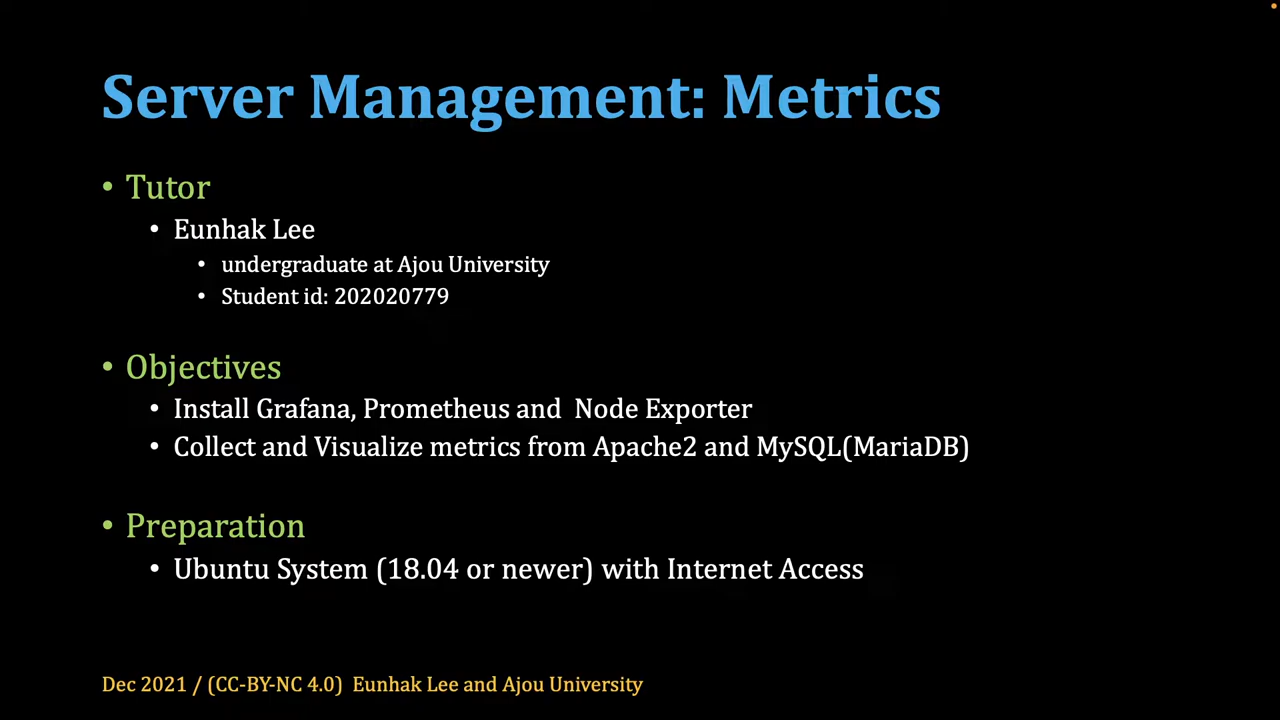 Server Management: Metrics
• Tutor
• Eunhak Lee
• undergraduate at Ajou University
• Student id: 202020779
• Objectives
• Install Grafana, Prometheus and  Node Exporter
• Collect and Visualize metrics from Apache2 and MySQL(MariaDB)
• Preparation
• Ubuntu System (18.04 or newer) with Internet Access
Dec 2021 / (CC-BY-NC 4.0)  Eunhak Lee and Ajou University